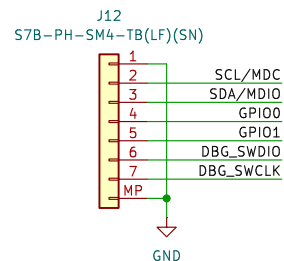 J12
S7B-PH-SM4-TB(LF)(SN)
1
2 SCL/MDC
3 SDA/MDIO
4 GPIO0
5 GPIO1
6 DBG_SWDIO
7 DBG_SWCLK
MP
GND